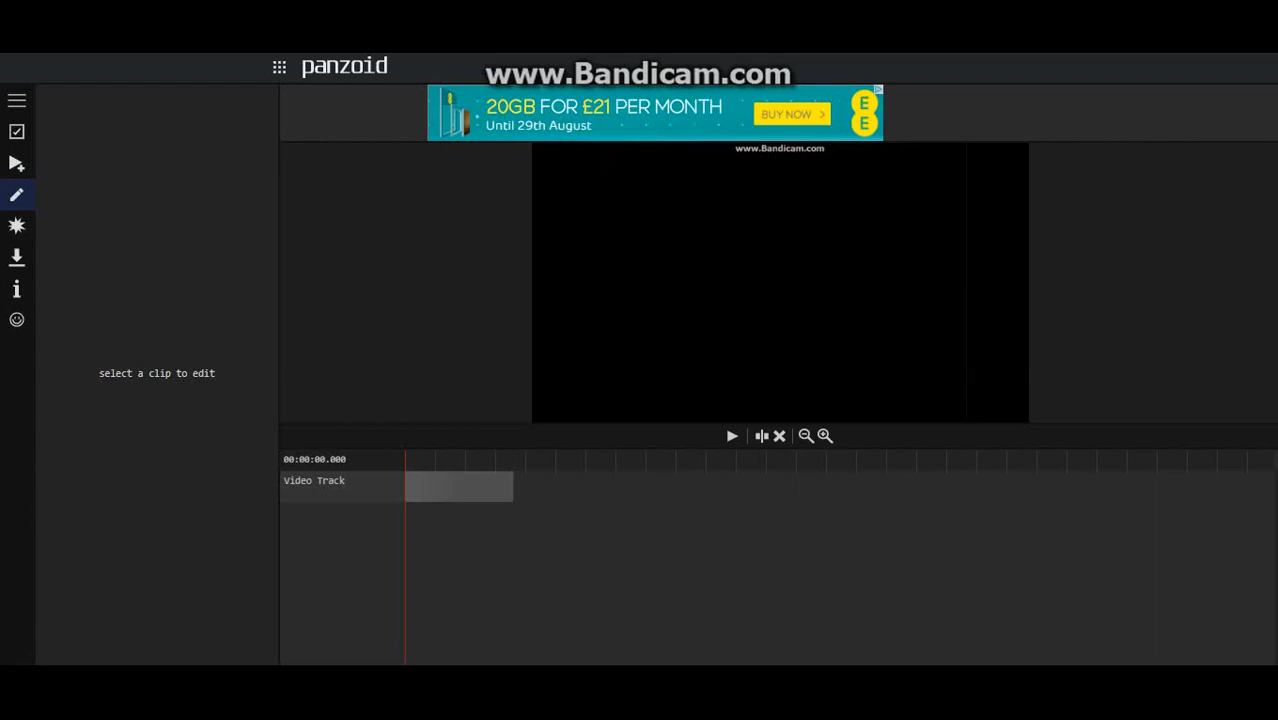 panzoid
www.Bandicam.com
20GB FOR £21 PER MONTH
Until 29th August
BUY NOW >
E
E
www.Bandicam.com
select a clip to edit
00:00:00.000
Video Track